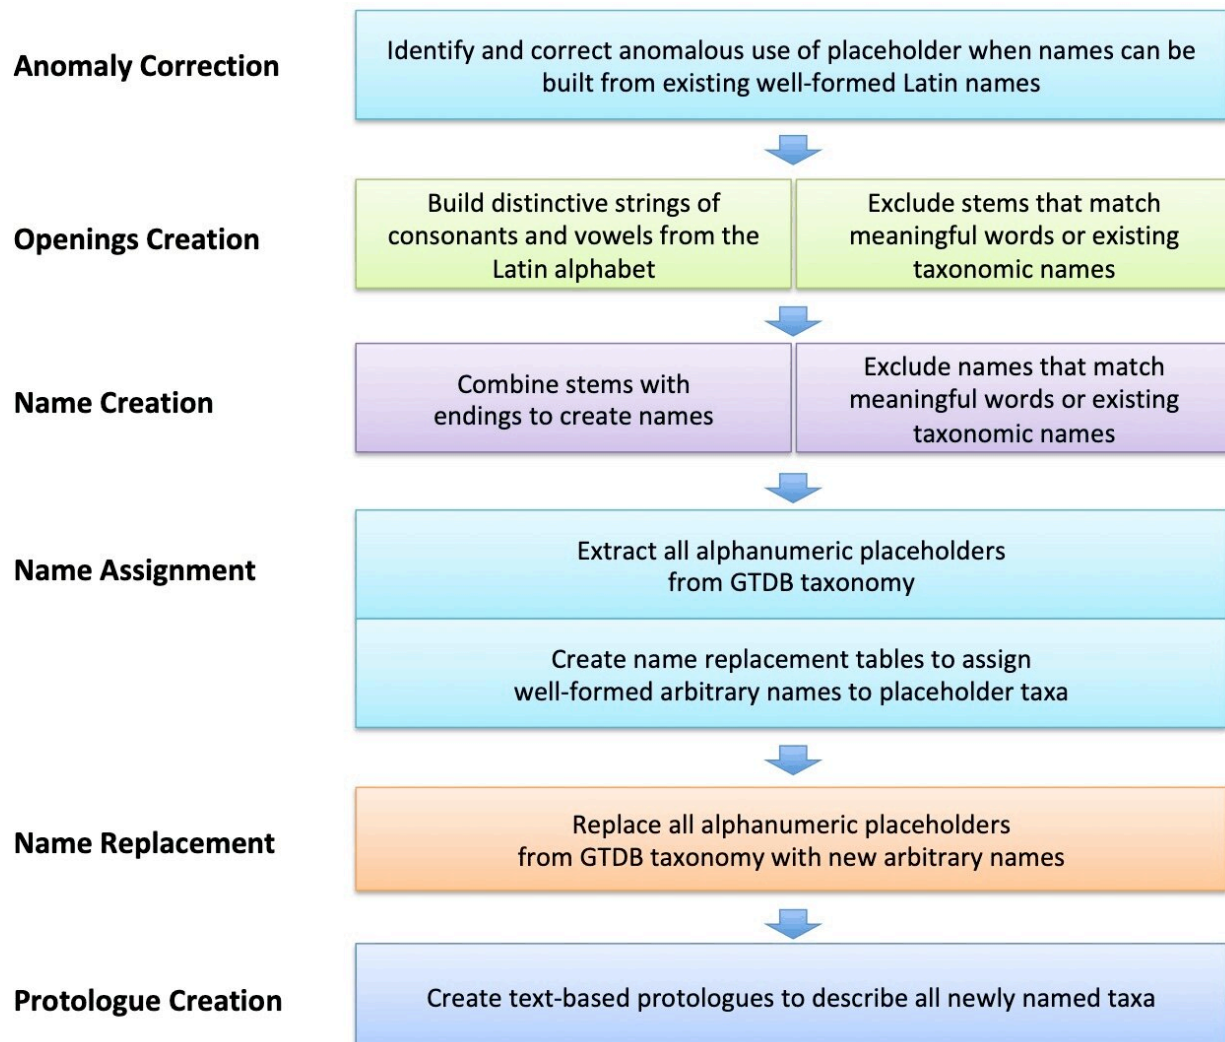 Anomaly Correction
Identify and correct anomalous use of placeholder when names can be
built from existing well-formed Latin names
Openings Creation
Build distinctive strings of
consonants and vowels from the
Latin alphabet
Exclude stems that match
meaningful words or existing
taxonomic names
Name Creation
Combine stems with
endings to create names
Exclude names that match
meaningful words or existing
taxonomic names
Name Assignment
Extract all alphanumeric placeholders
from GTDB taxonomy
Create name replacement tables to assign
well-formed arbitrary names to placeholder taxa
Name Replacement
Replace all alphanumeric placeholders
from GTDB taxonomy with new arbitrary names
Protologue Creation
Create text-based protologues to describe all newly named taxa